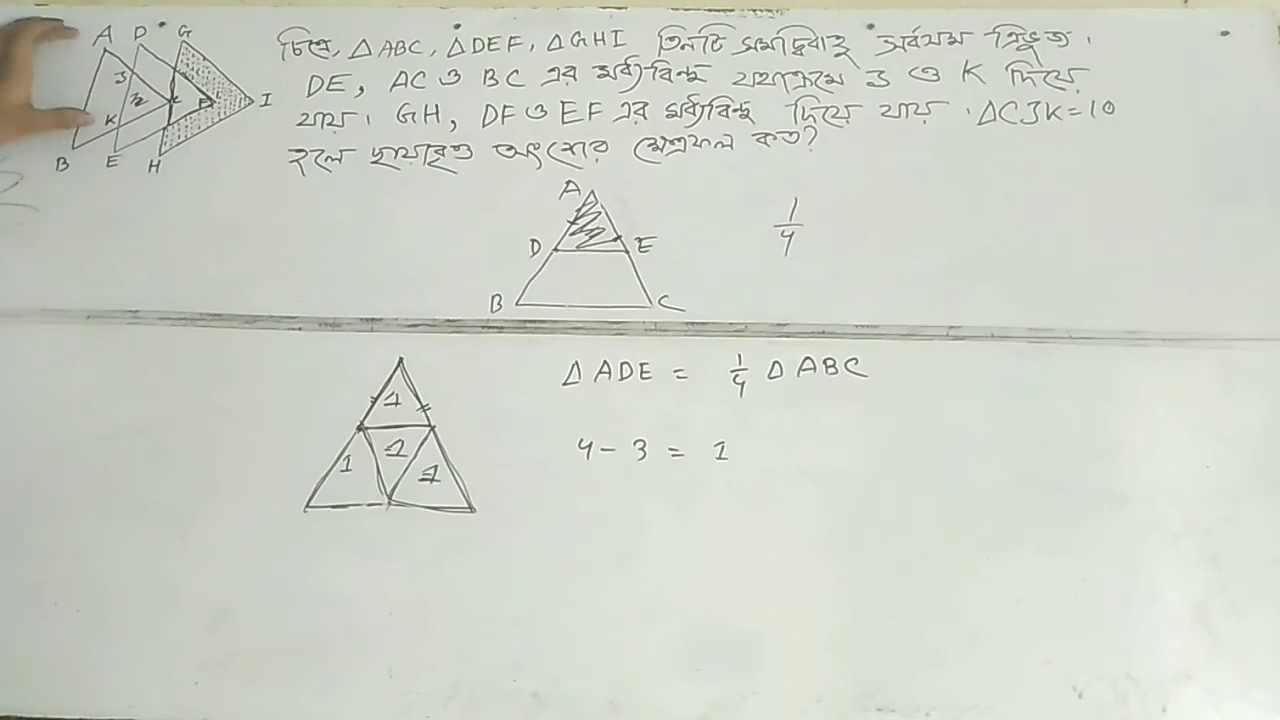 চিত্রে, △ABC, △DEF, △GHI তিনটি সমদ্বিবাহু সর্বসম ত্রিভুজ।
DE, AC ও BC এর মধ্যবিন্দু যথাক্রমে J ও K দিয়ে
যায়। GH, DF ও EF এর মধ্যবিন্দু দিয়ে যায়। △CJK=10
হলে ছায়াবৃত অংশের ক্ষেত্রফল কত?
A D G
J
F I
K
B E H
A
D E
B C
1/4
△ADE = 1/4 △ABC
4 - 3 = 1
1
1 1 1